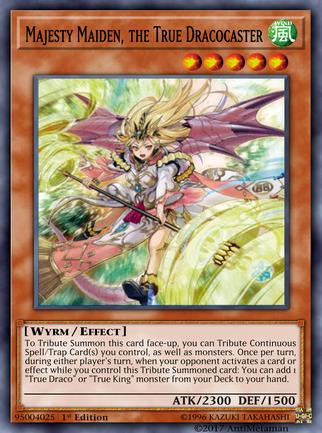 Majesty Maiden, the True Dracocaster
WIND
風
[Wyrm / Effect]
To Tribute Summon this card face-up, you can Tribute Continuous
Spell/Trap Card(s) you control, as well as monsters. Once per turn,
during either player's turn, when your opponent activates a card or
effect while you control this Tribute Summoned card: You can add 1
"True Draco" or "True King" monster from your Deck to your hand.
ATK/2300 DEF/1500
95004025 1st Edition ©1996 KAZUKI TAKAHASHI
©2017 AntiMetaman